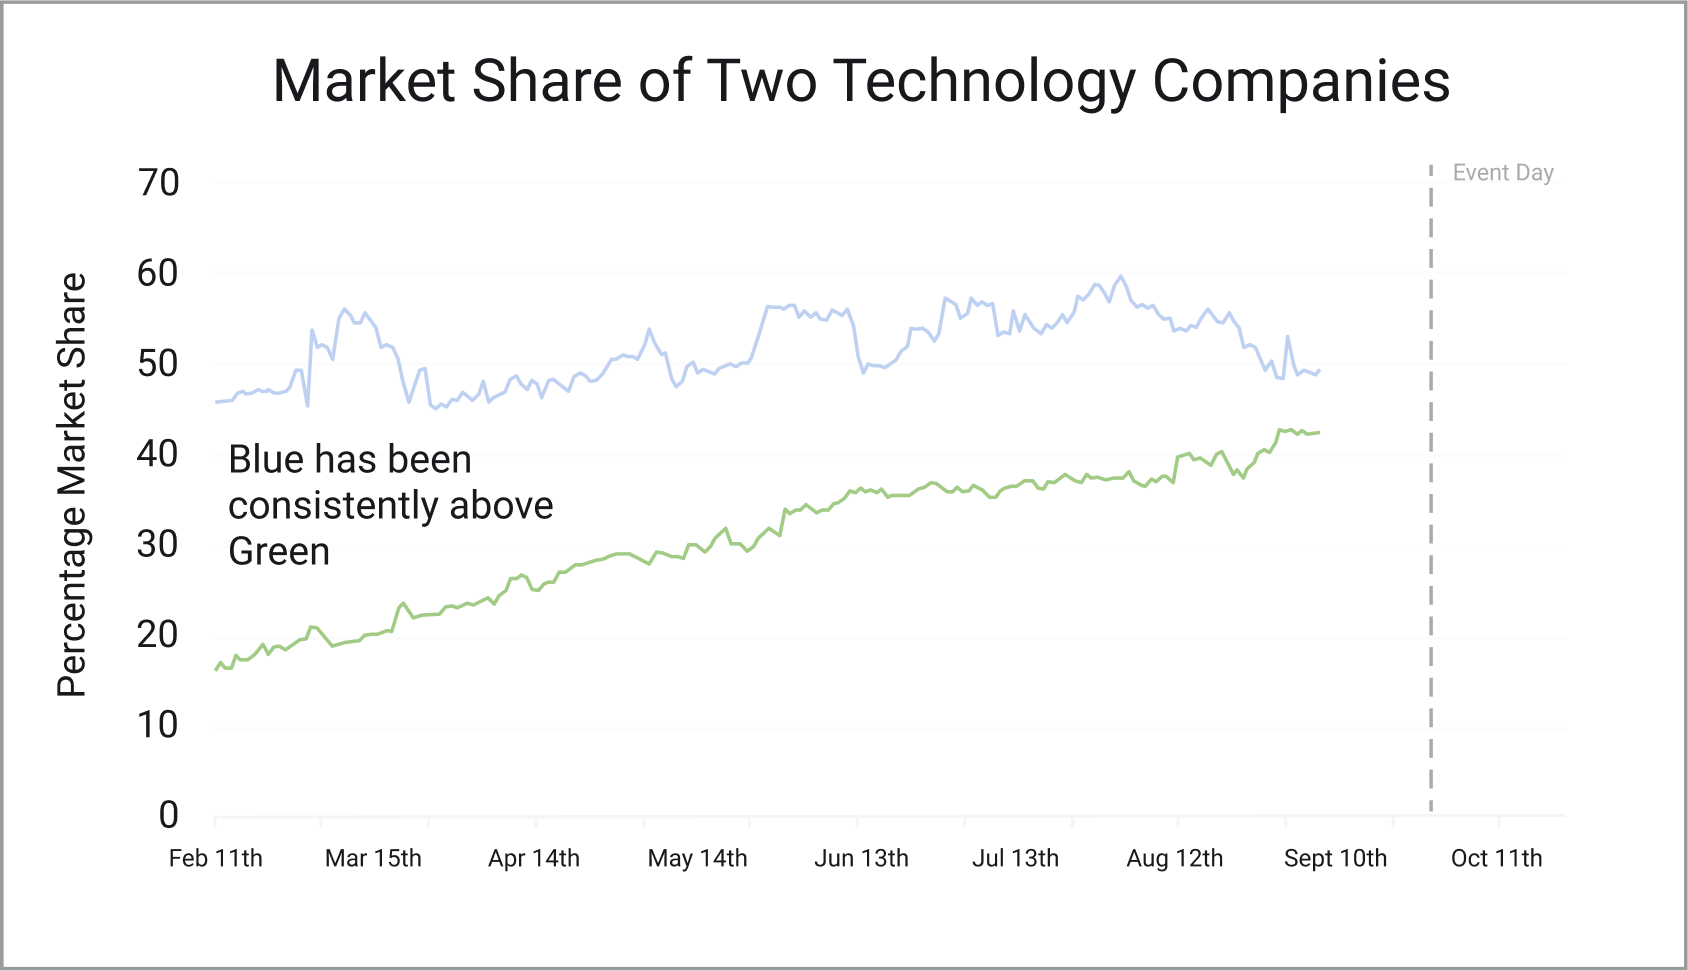 Market Share of Two Technology Companies
Event Day
Percentage Market Share
70
60
50
40
30
20
10
0
Blue has been
consistently above
Green
Feb 11th Mar 15th Apr 14th May 14th Jun 13th Jul 13th Aug 12th Sept 10th Oct 11th